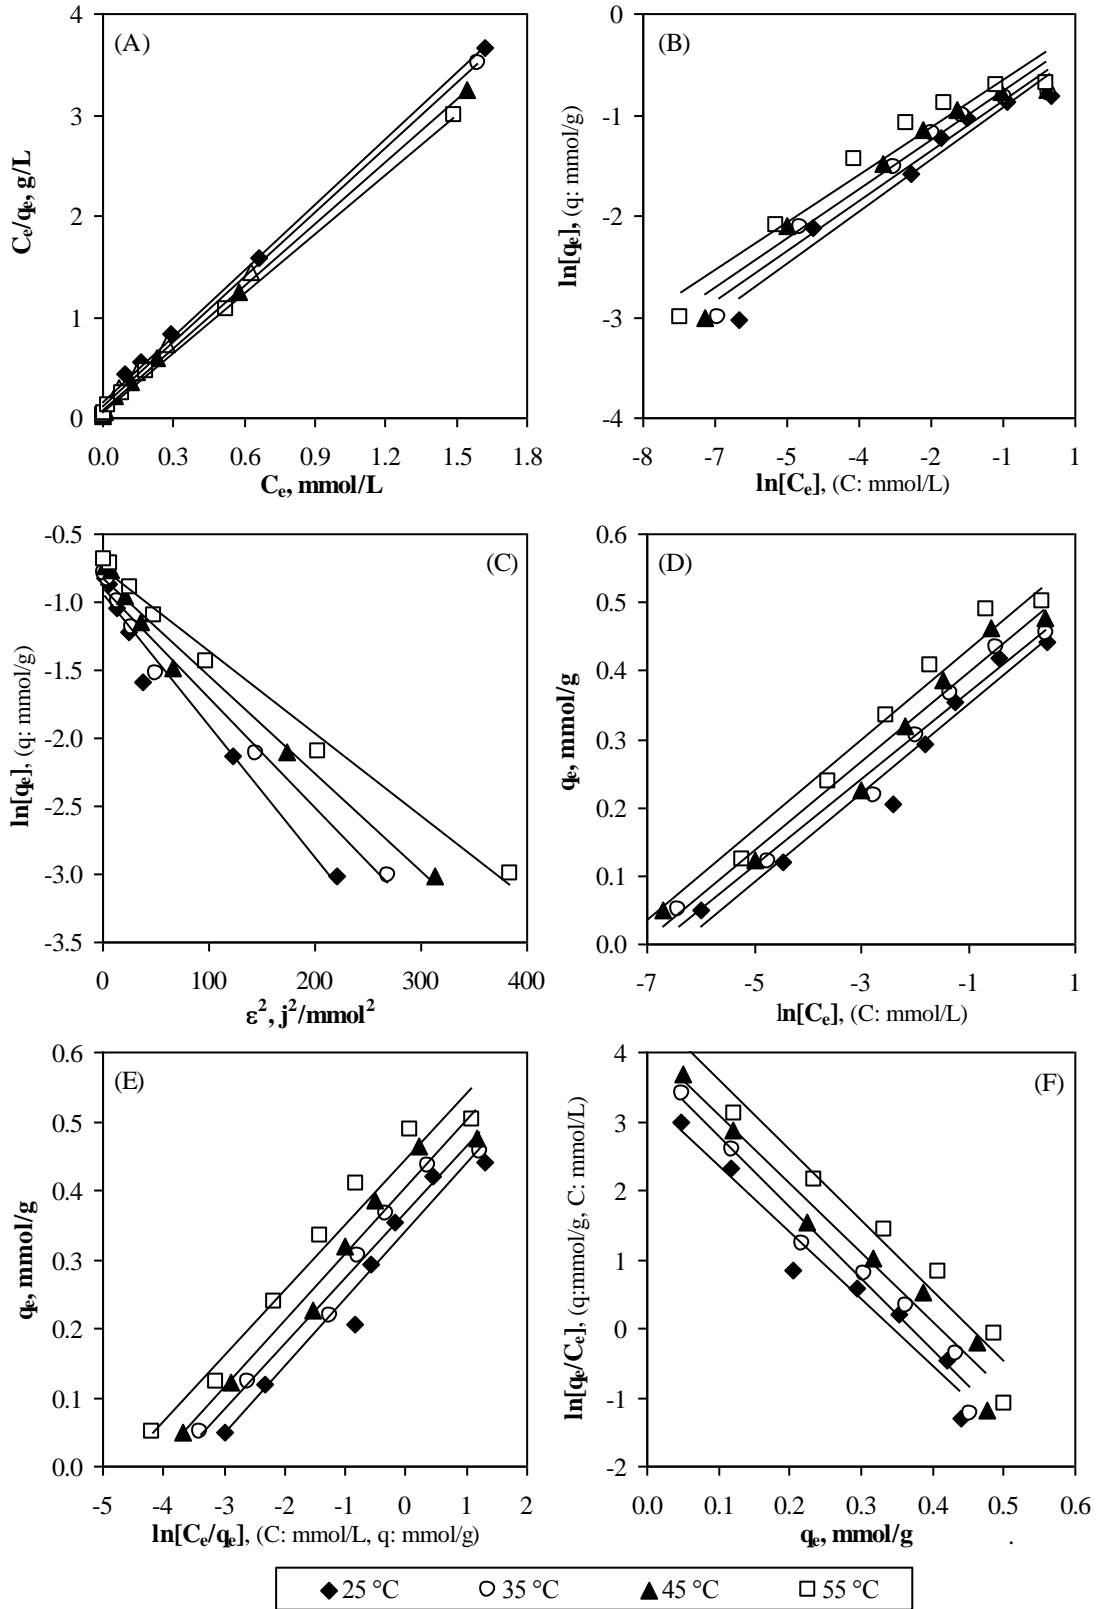 (A)
C_e/q_e, g/L
4
3
2
1
0
0.0 0.3 0.6 0.9 1.2 1.5 1.8
C_e, mmol/L
(B)
ln[q_e], (q: mmol/g)
0
-1
-2
-3
-4
-8 -7 -5 -4 -2 -1 1
ln[C_e], (C: mmol/L)
(C)
ln[q_e], (q: mmol/g)
-0.5
-1.0
-1.5
-2.0
-2.5
-3.0
-3.5
0 100 200 300 400
ε², j²/mmol²
(D)
q_e, mmol/g
0.6
0.5
0.4
0.3
0.2
0.1
0.0
-7 -5 -3 -1 1
ln[C_e], (C: mmol/L)
(E)
q_e, mmol/g
0.6
0.5
0.4
0.3
0.2
0.1
0.0
-5 -4 -3 -2 -1 0 1 2
ln[C_e/q_e], (C: mmol/L, q: mmol/g)
(F)
ln[q_e/C_e], (q:mmol/g, C: mmol/L)
4
3
2
1
0
-1
-2
0.0 0.1 0.2 0.3 0.4 0.5 0.6
q_e, mmol/g .
25 °C 35 °C 45 °C 55 °C